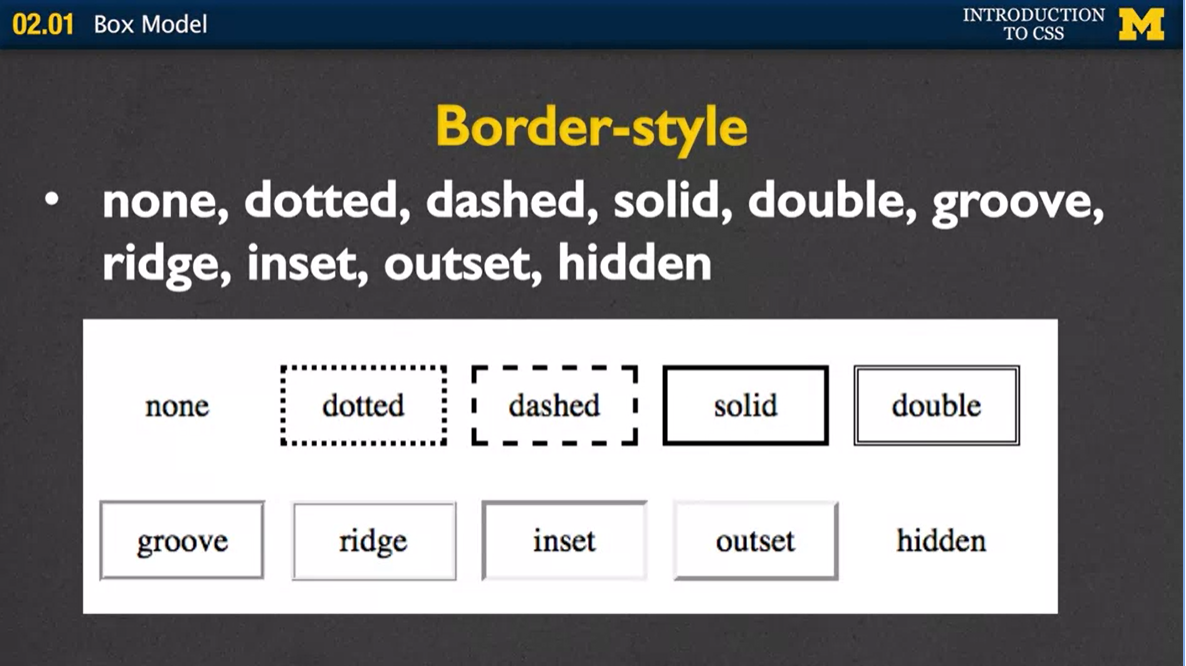 02.01 Box Model
INTRODUCTION
TO CSS
M
Border-style
• none, dotted, dashed, solid, double, groove,
ridge, inset, outset, hidden
none dotted dashed solid double
groove ridge inset outset hidden